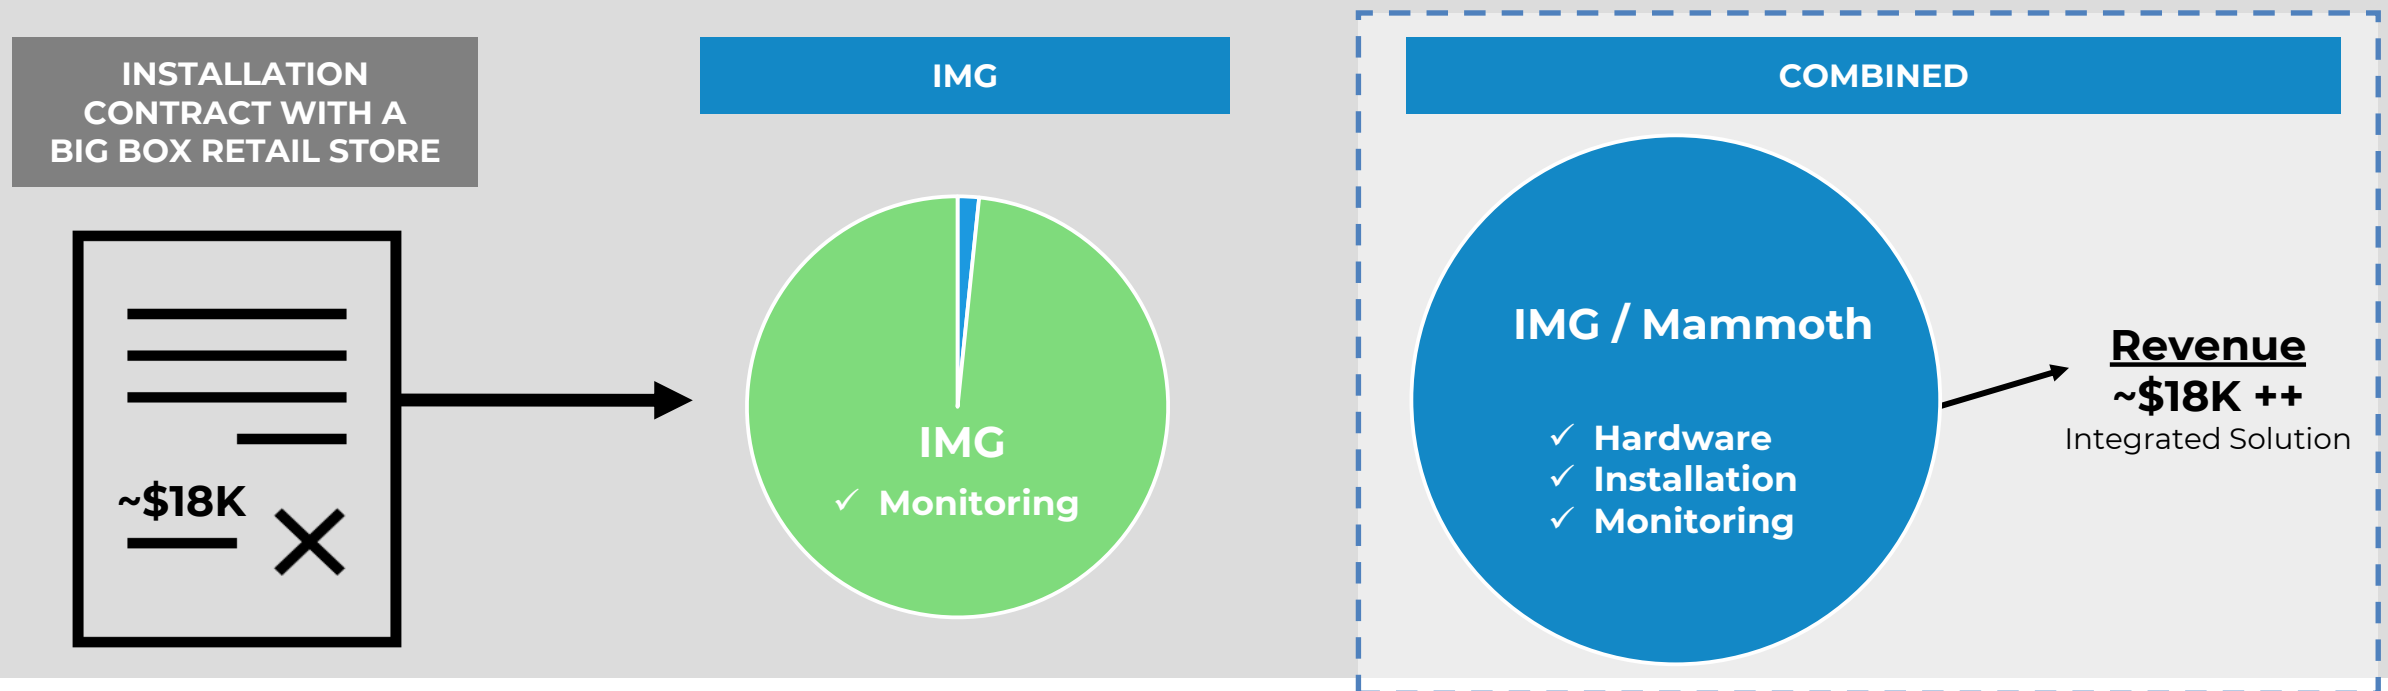 INSTALLATION
CONTRACT WITH A
BIG BOX RETAIL STORE
~$18K
IMG
IMG
✓ Monitoring
COMBINED
IMG / Mammoth
✓ Hardware
✓ Installation
✓ Monitoring
Revenue
~$18K ++
Integrated Solution